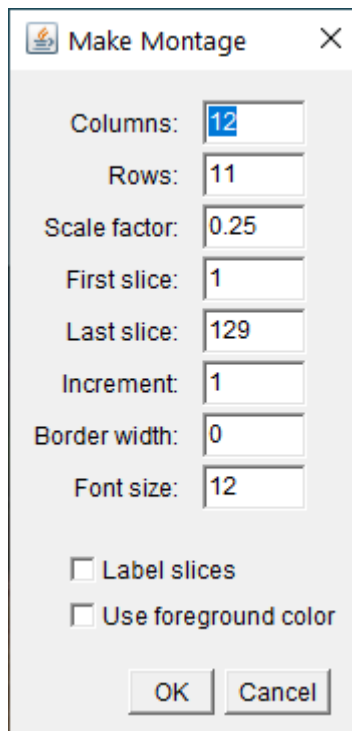 Make Montage
Columns: 12
Rows: 11
Scale factor: 0.25
First slice: 1
Last slice: 129
Increment: 1
Border width: 0
Font size: 12
Label slices
Use foreground color
OK Cancel